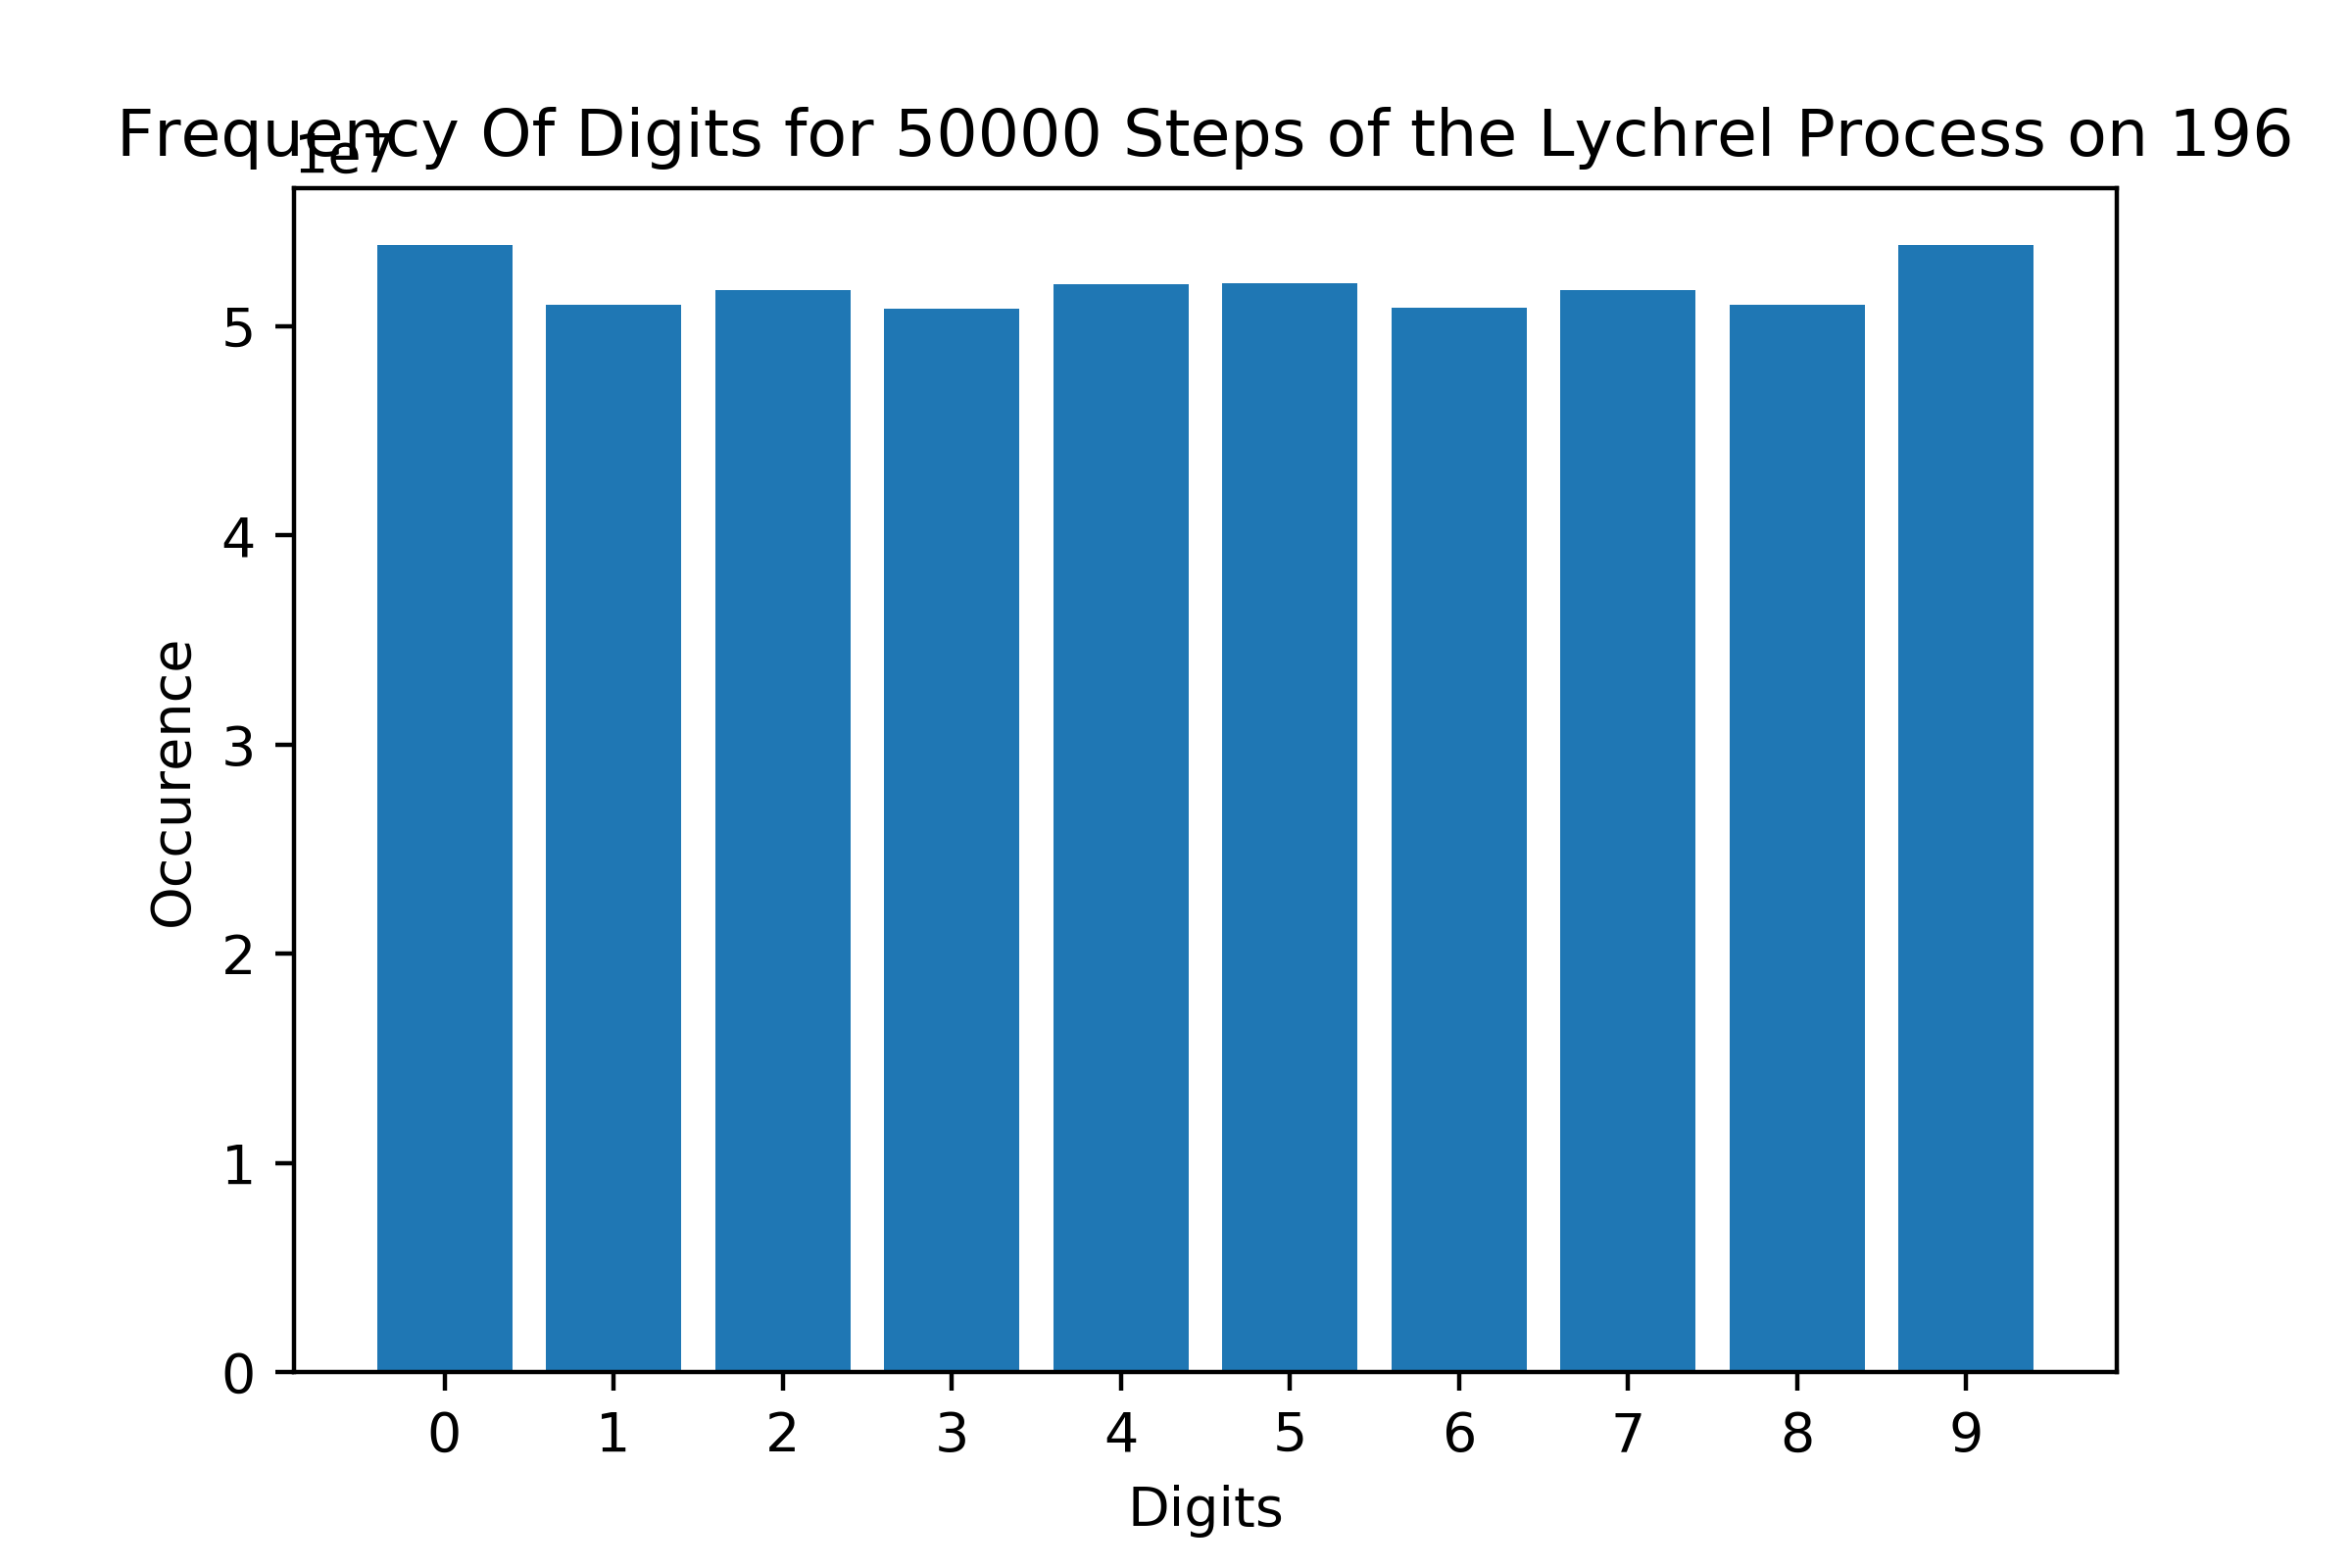 Frequency Of Digits for 50000 Steps of the Lychrel Process on 196
1e7
5
4
3
2
1
0
Occurence
0 1 2 3 4 5 6 7 8 9
Digits